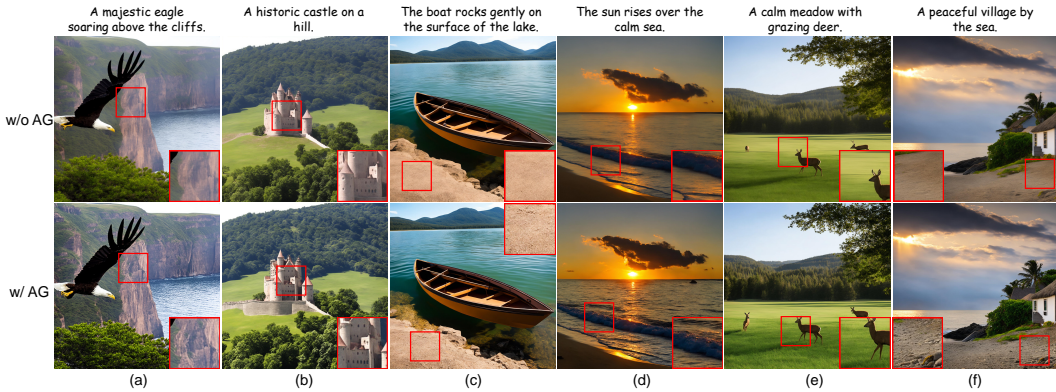 A majestic eagle
soaring above the cliffs.
A historic castle on a
hill.
The boat rocks gently on
the surface of the lake.
The sun rises over the
calm sea.
A calm meadow with
grazing deer.
A peaceful village by
the sea.
w/o AG
w/ AG
(a)
(b)
(c)
(d)
(e)
(f)